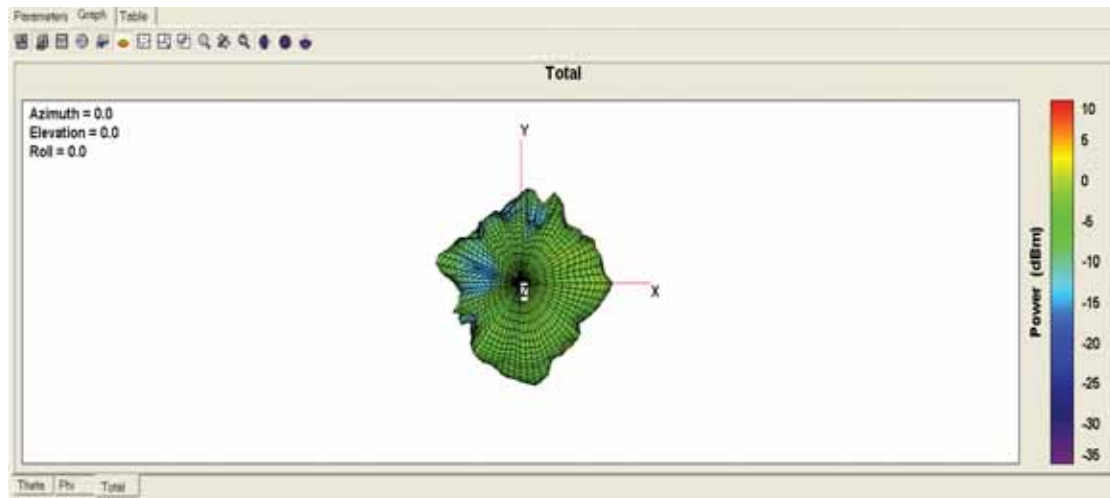 Parameters Graph Table
Total
Azimuth = 0.0
Elevation = 0.0
Roll = 0.0
Y
X
Z
Power (dBm)
10
5
0
-5
-10
-15
-20
-25
-30
-35
Theta Phi Total